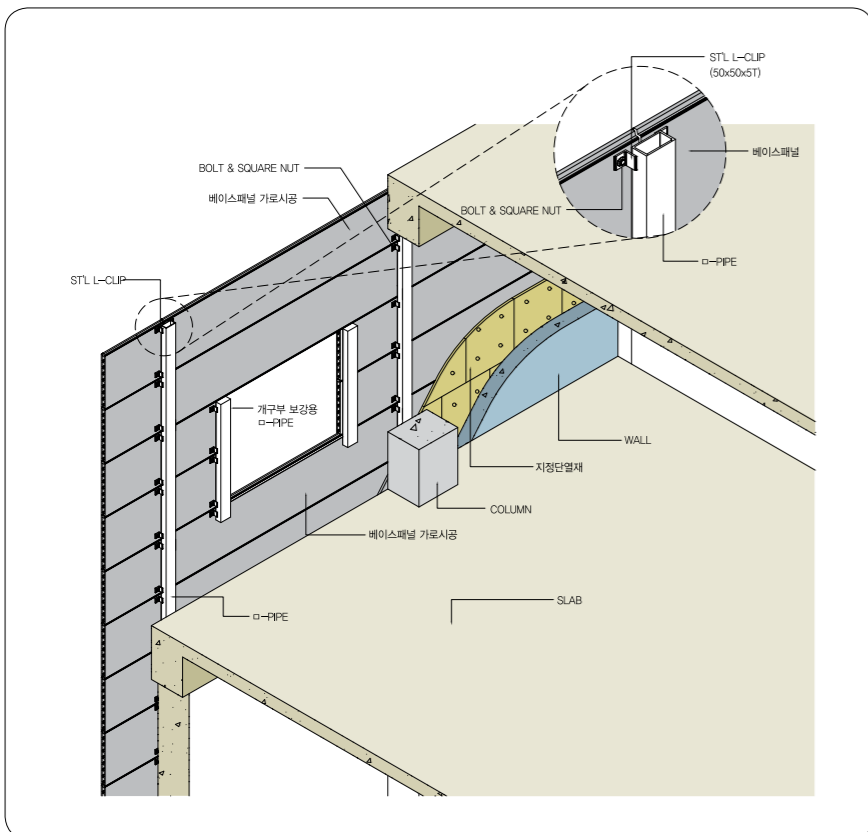 ST'L L-CLIP
(50x50x5T)
베이스패널
BOLT & SQUARE NUT
베이스패널 가로시공
BOLT & SQUARE NUT
ㅁ-PIPE
ST'L L-CLIP
개구부 보강용
ㅁ-PIPE
WALL
지정단열재
COLUMN
베이스패널 가로시공
SLAB
ㅁ-PIPE